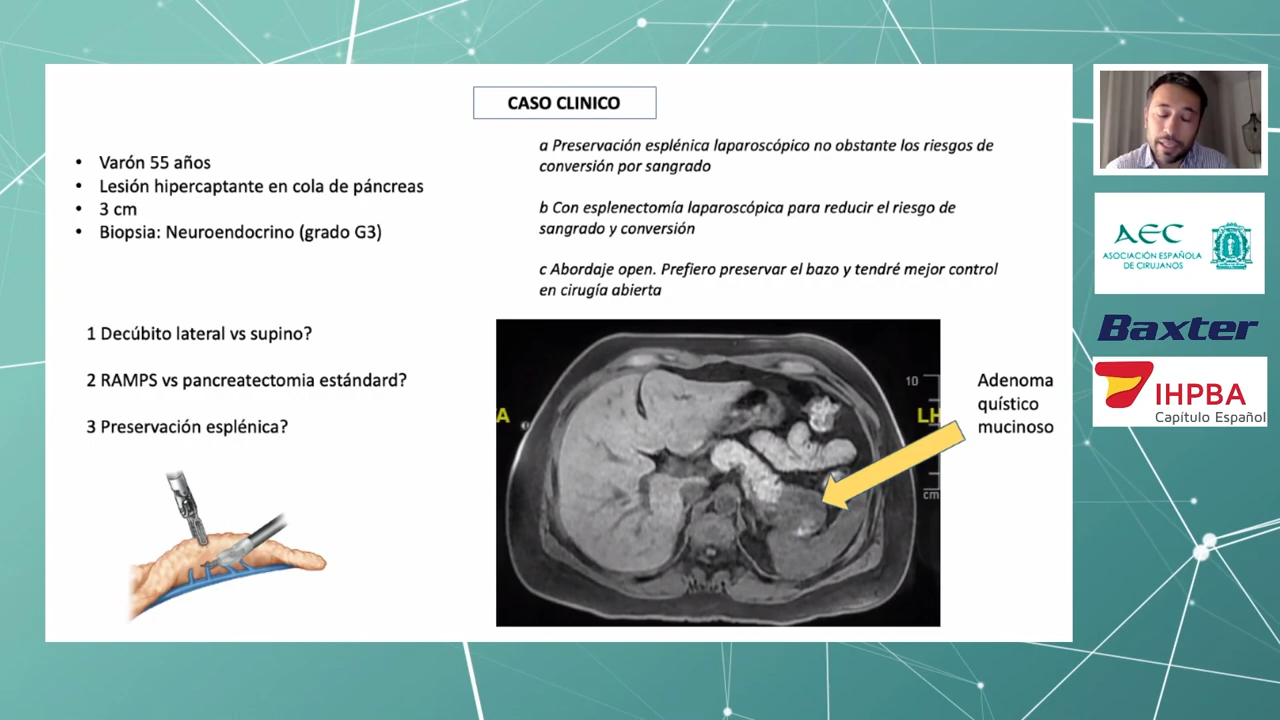 CASO CLINICO
• Varón 55 años
• Lesión hipercaptante en cola de páncreas
• 3 cm
• Biopsia: Neuroendocrino (grado G3)
1 Decúbito lateral vs supino?
2 RAMPS vs pancreatectomia estándard?
3 Preservación esplénica?
a Preservación esplénica laparoscópico no obstante los riesgos de
conversión por sangrado
b Con esplenectomía laparoscópica para reducir el riesgo de
sangrado y conversión
c Abordaje open. Prefiero preservar el bazo y tendré mejor control
en cirugía abierta
A
10
LH
cm
Adenoma
quístico
mucinoso
AEC
ASOCIACIÓN ESPAÑOLA
DE CIRUJANOS
Baxter
IHPBA
Capítulo Español